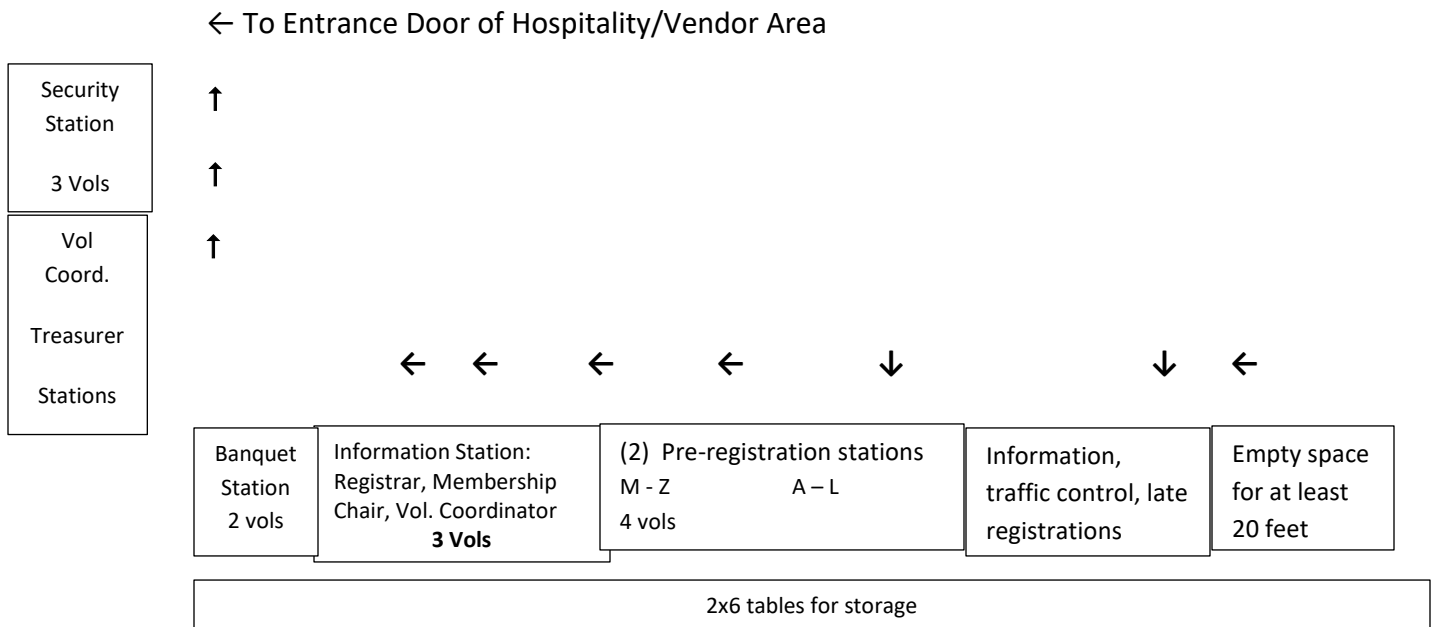 ← To Entrance Door of Hospitality/Vendor Area
Security
Station
3 Vols
↑
↑
Vol
Coord.
Treasurer
Stations
↑
← ← ← ← ↓ ↓ ←
Banquet
Station
2 vols
Information Station:
Registrar, Membership
Chair, Vol. Coordinator
3 Vols
(2) Pre-registration stations
M - Z A – L
4 vols
Information,
traffic control, late
registrations
Empty space
for at least
20 feet
2x6 tables for storage